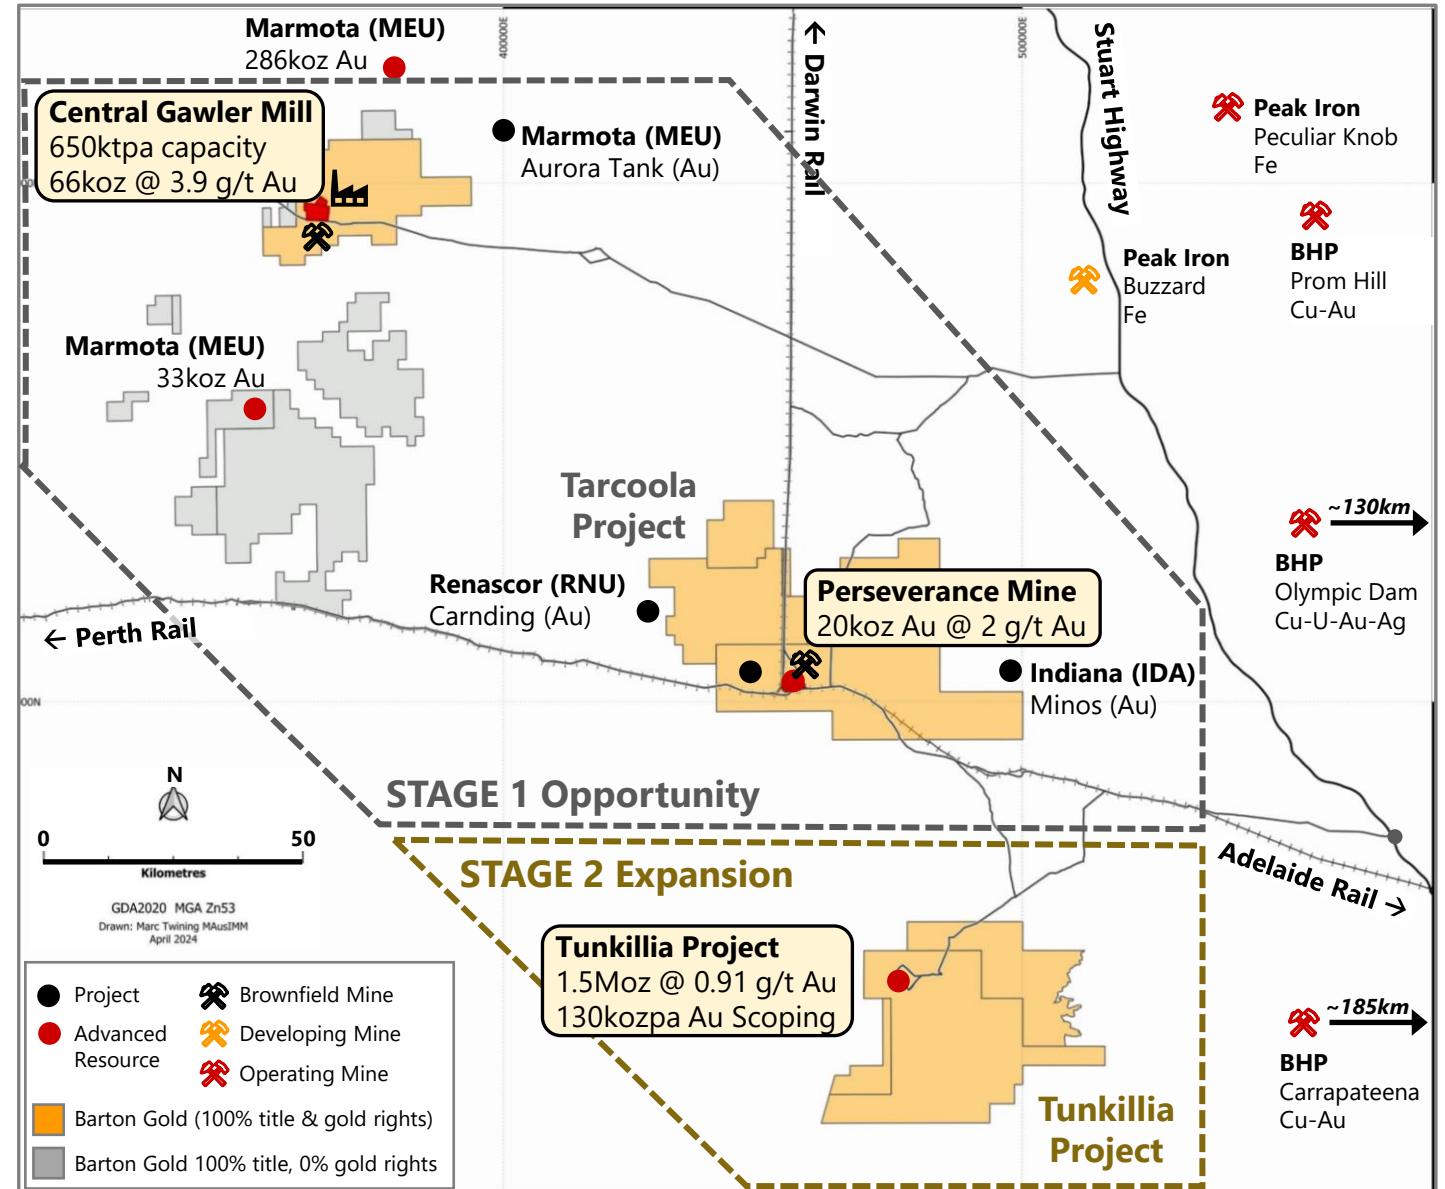 Marmota (MEU)
286koz Au
400000E
← Darwin Rail
500000E
Stuart Highway
Central Gawler Mill
650ktpa capacity
66koz @ 3.9 g/t Au
Marmota (MEU)
Aurora Tank (Au)
Peak Iron
Peculiar Knob
Fe
BHP
Prom Hill
Cu-Au
Peak Iron
Buzzard
Fe
Marmota (MEU)
33koz Au
Tarcoola
Project
~130km
BHP
Olympic Dam
Cu-U-Au-Ag
Renascor (RNU)
Carnding (Au)
Perseverance Mine
20koz Au @ 2 g/t Au
← Perth Rail
Indiana (IDA)
Minos (Au)
00N
N
0 50
Kilometres
GDA2020 MGA Zn53
Drawn: Marc Twining MAusIMM
April 2024
STAGE 1 Opportunity
STAGE 2 Expansion
Adelaide Rail →
Tunkillia Project
1.5Moz @ 0.91 g/t Au
130kozpa Au Scoping
~185km
BHP
Carrapateena
Cu-Au
Tunkillia
Project
Project
Brownfield Mine
Advanced
Resource
Developing Mine
Operating Mine
Barton Gold (100% title & gold rights)
Barton Gold 100% title, 0% gold rights